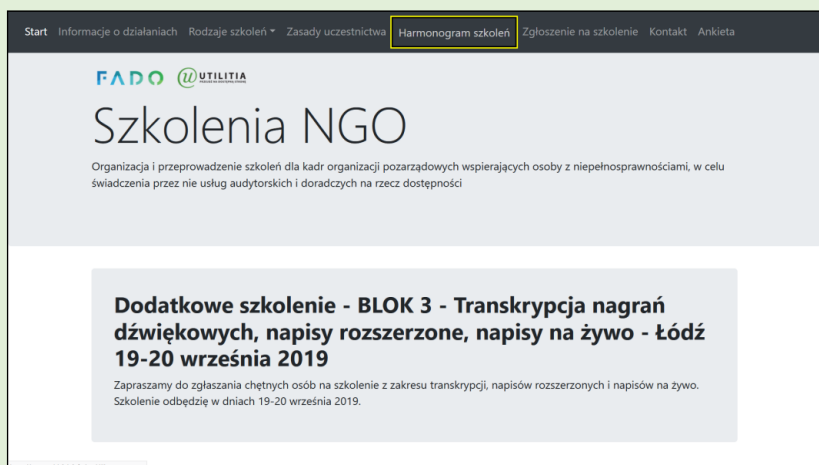 Start Informacje o działaniach Rodzaje szkoleń Zasady uczestnictwa Harmonogram szkoleń Zgłoszenie na szkolenie Kontakt Ankieta
FADO UTILITIA
Szkolenia NGO
Organizacja i przeprowadzenie szkoleń dla kadr organizacji pozarządowych wspierających osoby z niepełnosprawnościami, w celu
świadczenia przez nie usług audytorskich i doradczych na rzecz dostępności
Dodatkowe szkolenie - BLOK 3 - Transkrypcja nagrań
dźwiękowych, napisy rozszerzone, napisy na żywo - Łódź
19-20 września 2019
Zapraszamy do zgłaszania chętnych osób na szkolenie z zakresu transkrypcji, napisów rozszerzonych i napisów na żywo.
Szkolenie odbędzię w dniach 19-20 września 2019.